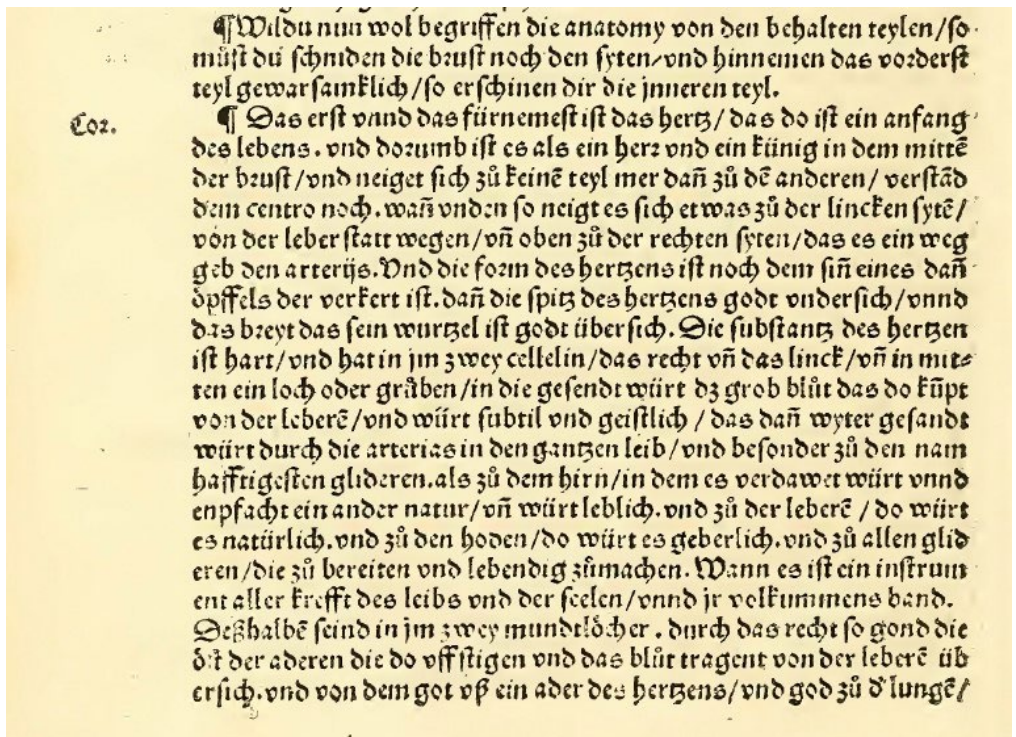 ¶Wildu nun wol begriffen die anatomy von den behalten teylen/so
můst du schniden die brust noch den syten/vnd hinnemen das vorderst
teyl gewarsamklich/so erschinen dir die jnneren teyl.
Cor.
¶ Das erst vnnd das fürnemest ist das hertz/das do ist ein anfang
des lebens. vnd dorumb ist es als ein herr vnd ein künig in dem mittē
der brust/vnd neiget sich zů keinē teyl mer dañ zů dē anderen/ verstād
dem centro noch. wañ vnden so neigt es sich etwas zů der lincken sytē/
von der leber statt wegen/vñ oben zů der rechten syten/das es ein weg
geb den arterijs. Vnd die form des hertzens ist noch dem siñ eines dañ
öpffels der verkert ist. dañ die spitz des hertzens godt vndersich/vnnd
das breyt das sein wurtzel ist godt übersich. Die substantz des hertzen
ist hart/vnd hat in jm zwey cellelin/das recht vñ das linck/vñ in mit⸗
ten ein loch oder grůben/in die gesendt würt dz grob blůt das do kūpt
von der leberē/vnd würt subtil vnd geistlich / das dañ wyter gesandt
würt durch die arterias in den gantzen leib/vnd besonder zů den nam
hafftigesten glideren. als zů dem hirn/in dem es verdawet würt vnnd
enpfacht ein ander natur/vñ würt leblich. vnd zů der leberē / do würt
es natürlich. vnd zů den hoden/do würt es geberlich. vnd zů allen glid
eren/die zů bereiten vnd lebendig zůmachen. Wann es ist ein instrum
ent aller krefft des leibs vnd der seelen/vnnd jr volkummens band.
Deßhalbē seind in jm zwey mundtlöcher. durch das recht so gond die
öst der aderen die do vff stigen vnd das blůt tragent von der leberē üb
ersich. vnd von dem got vß ein ader des hertzens/vnd god zů d' lungē/